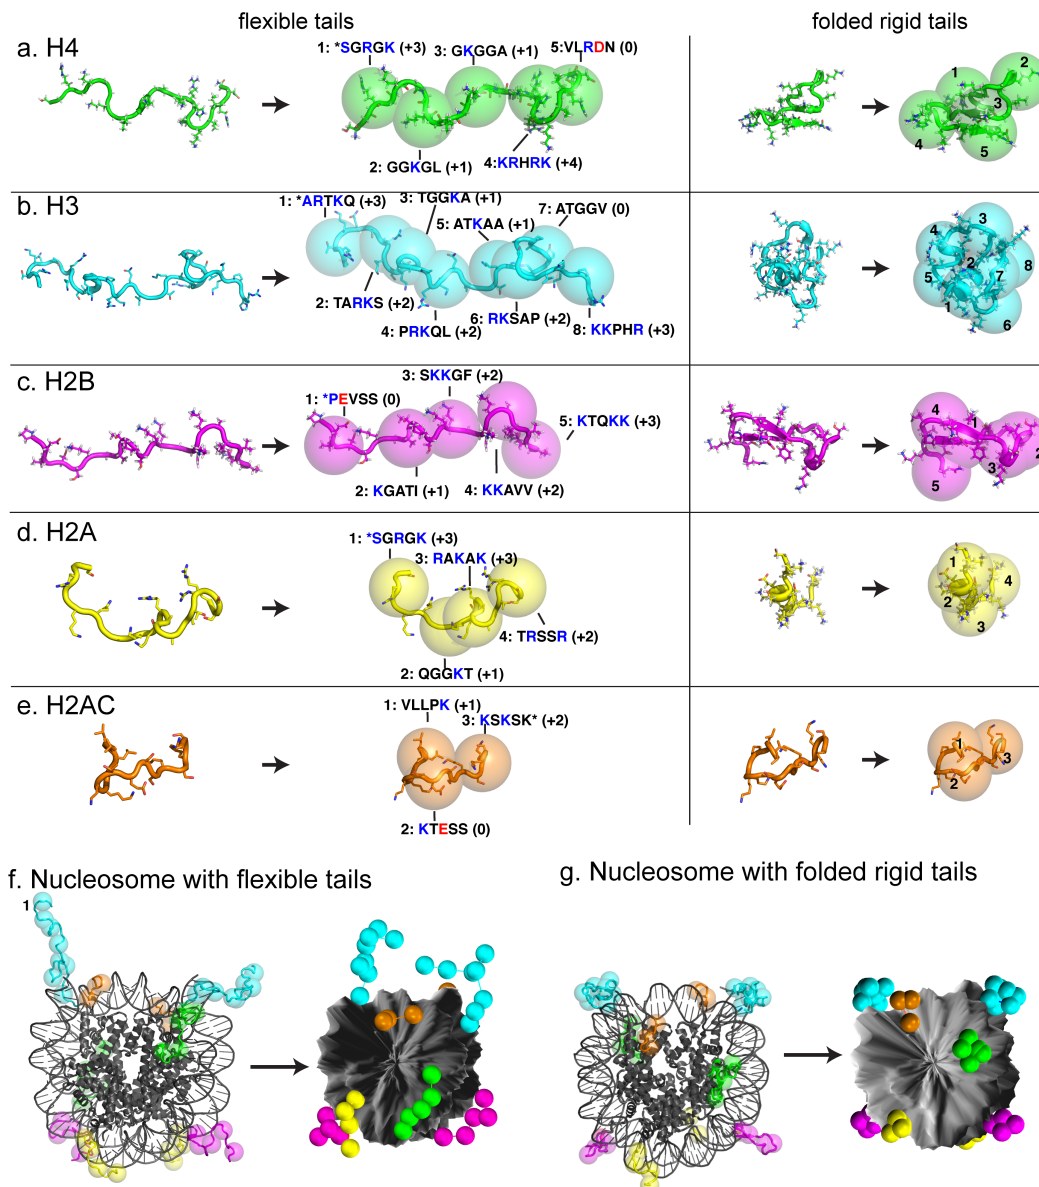 flexible tails
folded rigid tails
a. H4
1: *SGRGK (+3)
3: GKGGA (+1)
5:VLRDN (0)
2: GGKGL (+1)
4:KRHRK (+4)
1
2
3
4
5
b. H3
1: *ARTKQ (+3)
3: TGGKA (+1)
5: ATKAA (+1)
7: ATGGV (0)
2: TARKS (+2)
4: PRKQL (+2)
6: RKSAP (+2)
8: KKPHR (+3)
3
4
2
8
5
7
1
6
c. H2B
3: SKKGF (+2)
1: *PEVSS (0)
5: KTQKK (+3)
2: KGATI (+1)
4: KKAVV (+2)
4
1
2
3
5
d. H2A
1: *SGRGK (+3)
3: RAKAK (+3)
4: TRSSR (+2)
2: QGGKT (+1)
1
4
2
3
e. H2AC
1: VLLPK (+1)
3: KSKSK* (+2)
2: KTESS (0)
1
3
2
f. Nucleosome with flexible tails
g. Nucleosome with folded rigid tails
1